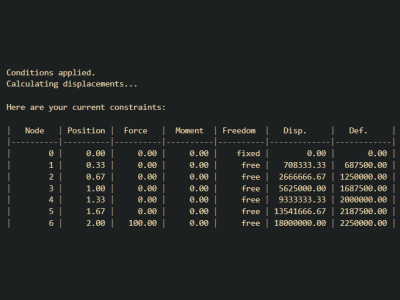 Conditions applied.
Calculating displacements...
Here are your current constraints:
| Node | Position | Force | Moment | Freedom | Disp. | Def. |
|----------|----------|----------|----------|----------|-------------|------------|
| 0 | 0.00 | 0.00 | 0.00 | fixed | 0.00 | 0.00 |
| 1 | 0.33 | 0.00 | 0.00 | free | 708333.33 | 687500.00 |
| 2 | 0.67 | 0.00 | 0.00 | free | 2666666.67 | 1250000.00 |
| 3 | 1.00 | 0.00 | 0.00 | free | 5625000.00 | 1687500.00 |
| 4 | 1.33 | 0.00 | 0.00 | free | 9333333.33 | 2000000.00 |
| 5 | 1.67 | 0.00 | 0.00 | free | 13541666.67 | 2187500.00 |
| 6 | 2.00 | 100.00 | 0.00 | free | 18000000.00 | 2250000.00 |